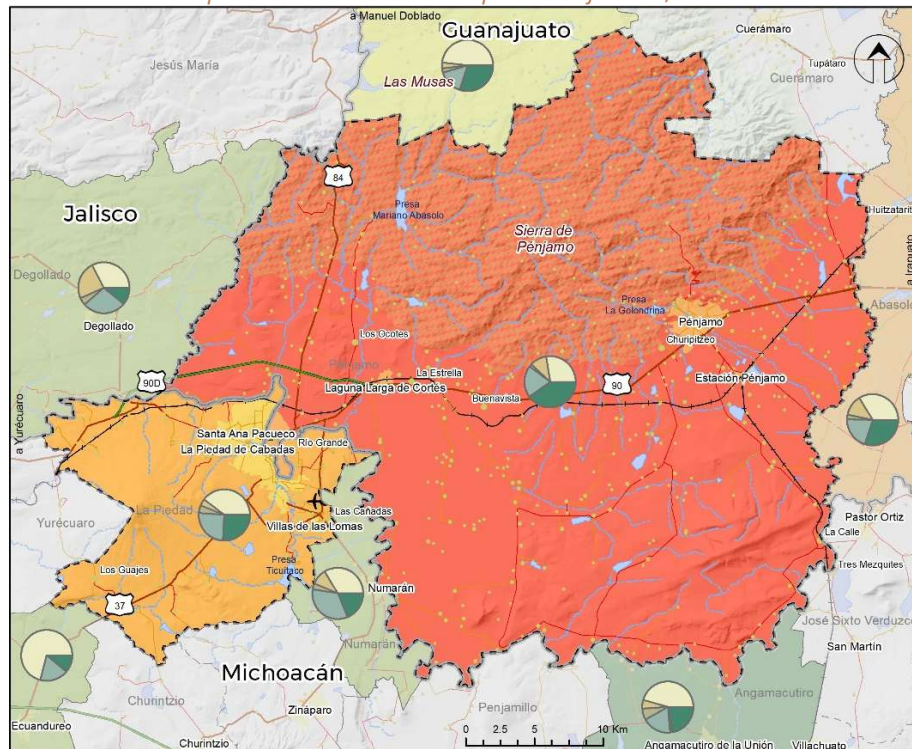 a Manuel Doblado
Guanajuato
Cuerámaro
Tupátaro
Jesús María
Las Musas
Cuerámaro
84
Jalisco
Presa
Mariano Abasolo
Huitzatarit
Sierra de
Pénjamo
a Irapuato
Degollado
Degollado
Presa
La Golondrina
Pénjamo
Abasolo
Churipitzeo
Los Ocotes
Pénjamo
La Estrella
90D
Laguna Larga de Cortés
90
Estación Pénjamo
Buenavista
a Yurécuaro
Santa Ana Pacueco
Río Grande
La Piedad de Cabadas
Yurécuaro
La Piedad
Las Cañadas
Villas de las Lomas
Pastor Ortiz
La Calle
Los Guajes
Presa
Ticuítaco
Tres Mezquites
37
Numarán
José Sixto Verduzco
Numarán
San Martín
Michoacán
Angamacutiro
Churintzio
Zináparo
Penjamillo
Ecuandureo
0 2.5 5 10 Km
Churintzio
Angamacutiro de la Unión
Villachuato